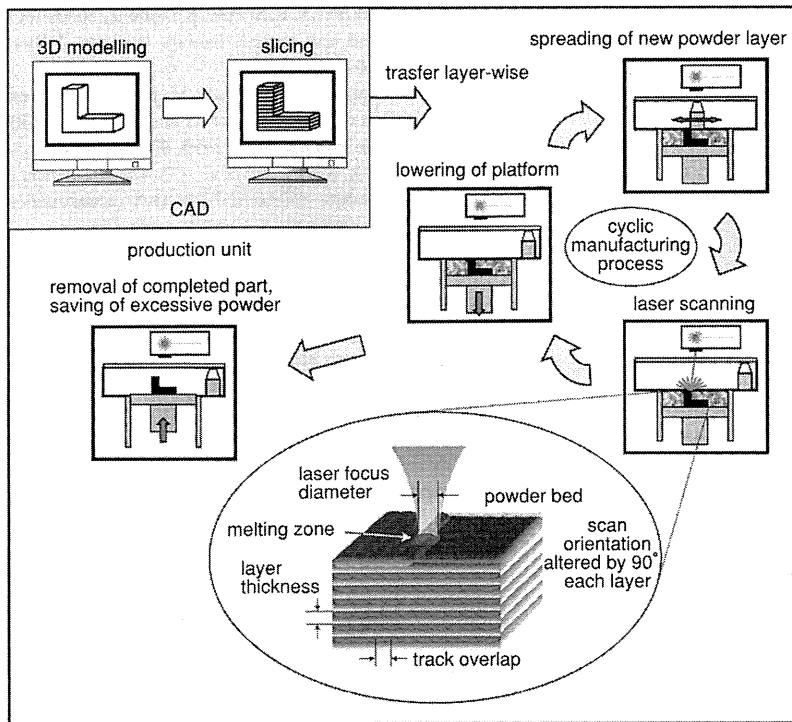 3D modelling
slicing
CAD
trasfer layer-wise
spreading of new powder layer
lowering of platform
cyclic
manufacturing
process
laser scanning
production unit
removal of completed part,
saving of excessive powder
laser focus
diameter
powder bed
melting zone
scan
orientation
altered by 90°
each layer
layer
thickness
track overlap